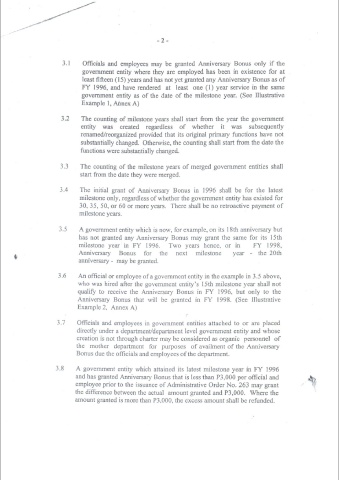 - 2 -
3.1 Officials and employees may be granted Anniversary Bonus only if the
government entity where they are employed has been in existence for at
least fifteen (15) years and has not yet granted any Anniversary Bonus as of
FY 1996, and have rendered at least one (1) year service in the same
government entity as of the date of the milestone year. (See Illustrative
Example 1, Annex A)
3.2 The counting of milestone years shall start from the year the government
entity was created regardless of whether it was subsequently
renamed/reorganized provided that its original primary functions have not
substantially changed. Otherwise, the counting shall start from the date the
functions were substantially changed.
3.3 The counting of the milestone years of merged government entities shall
start from the date they were merged.
3.4 The initial grant of Anniversary Bonus in 1996 shall be for the latest
milestone only, regardless of whether the government entity has existed for
30, 35, 50, or 60 or more years. There shall be no retroactive payment of
milestone years.
3.5 A government entity which is now, for example, on its 18th anniversary but
has not granted any Anniversary Bonus may grant the same for its 15th
milestone year in FY 1996. Two years hence, or in FY 1998,
Anniversary Bonus for the next milestone year - the 20th
anniversary - may be granted.
3.6 An official or employee of a government entity in the example in 3.5 above,
who was hired after the government entity's 15th milestone year shall not
qualify to receive the Anniversary Bonus in FY 1996, but only to the
Anniversary Bonus that will be granted in FY 1998. (See Illustrative
Example 2, Annex A)
3.7 Officials and employees in government entities attached to or are placed
directly under a department/department level government entity and whose
creation is not through charter may be considered as organic personnel of
the mother department for purposes of availment of the Anniversary
Bonus due the officials and employees of the department.
3.8 A government entity which attained its latest milestone year in FY 1996
and has granted Anniversary Bonus that is less than P3,000 per official and
employee prior to the issuance of Administrative Order No. 263 may grant
the difference between the actual amount granted and P3,000. Where the
amount granted is more than P3,000, the excess amount shall be refunded.